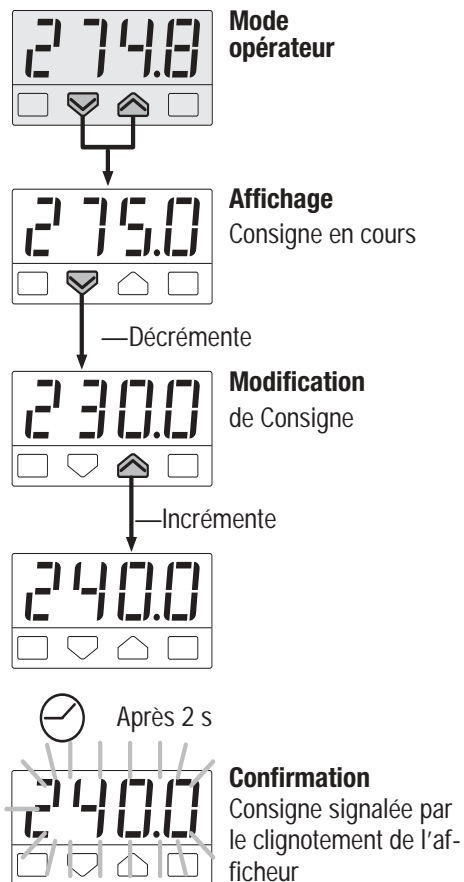 274.8
Mode
opérateur
275.0
Affichage
Consigne en cours
—Décrémente
230.0
Modification
de Consigne
—Incrémente
240.0
Après 2 s
240.0
Confirmation
Consigne signalée par
le clignotement de l'af-
ficheur